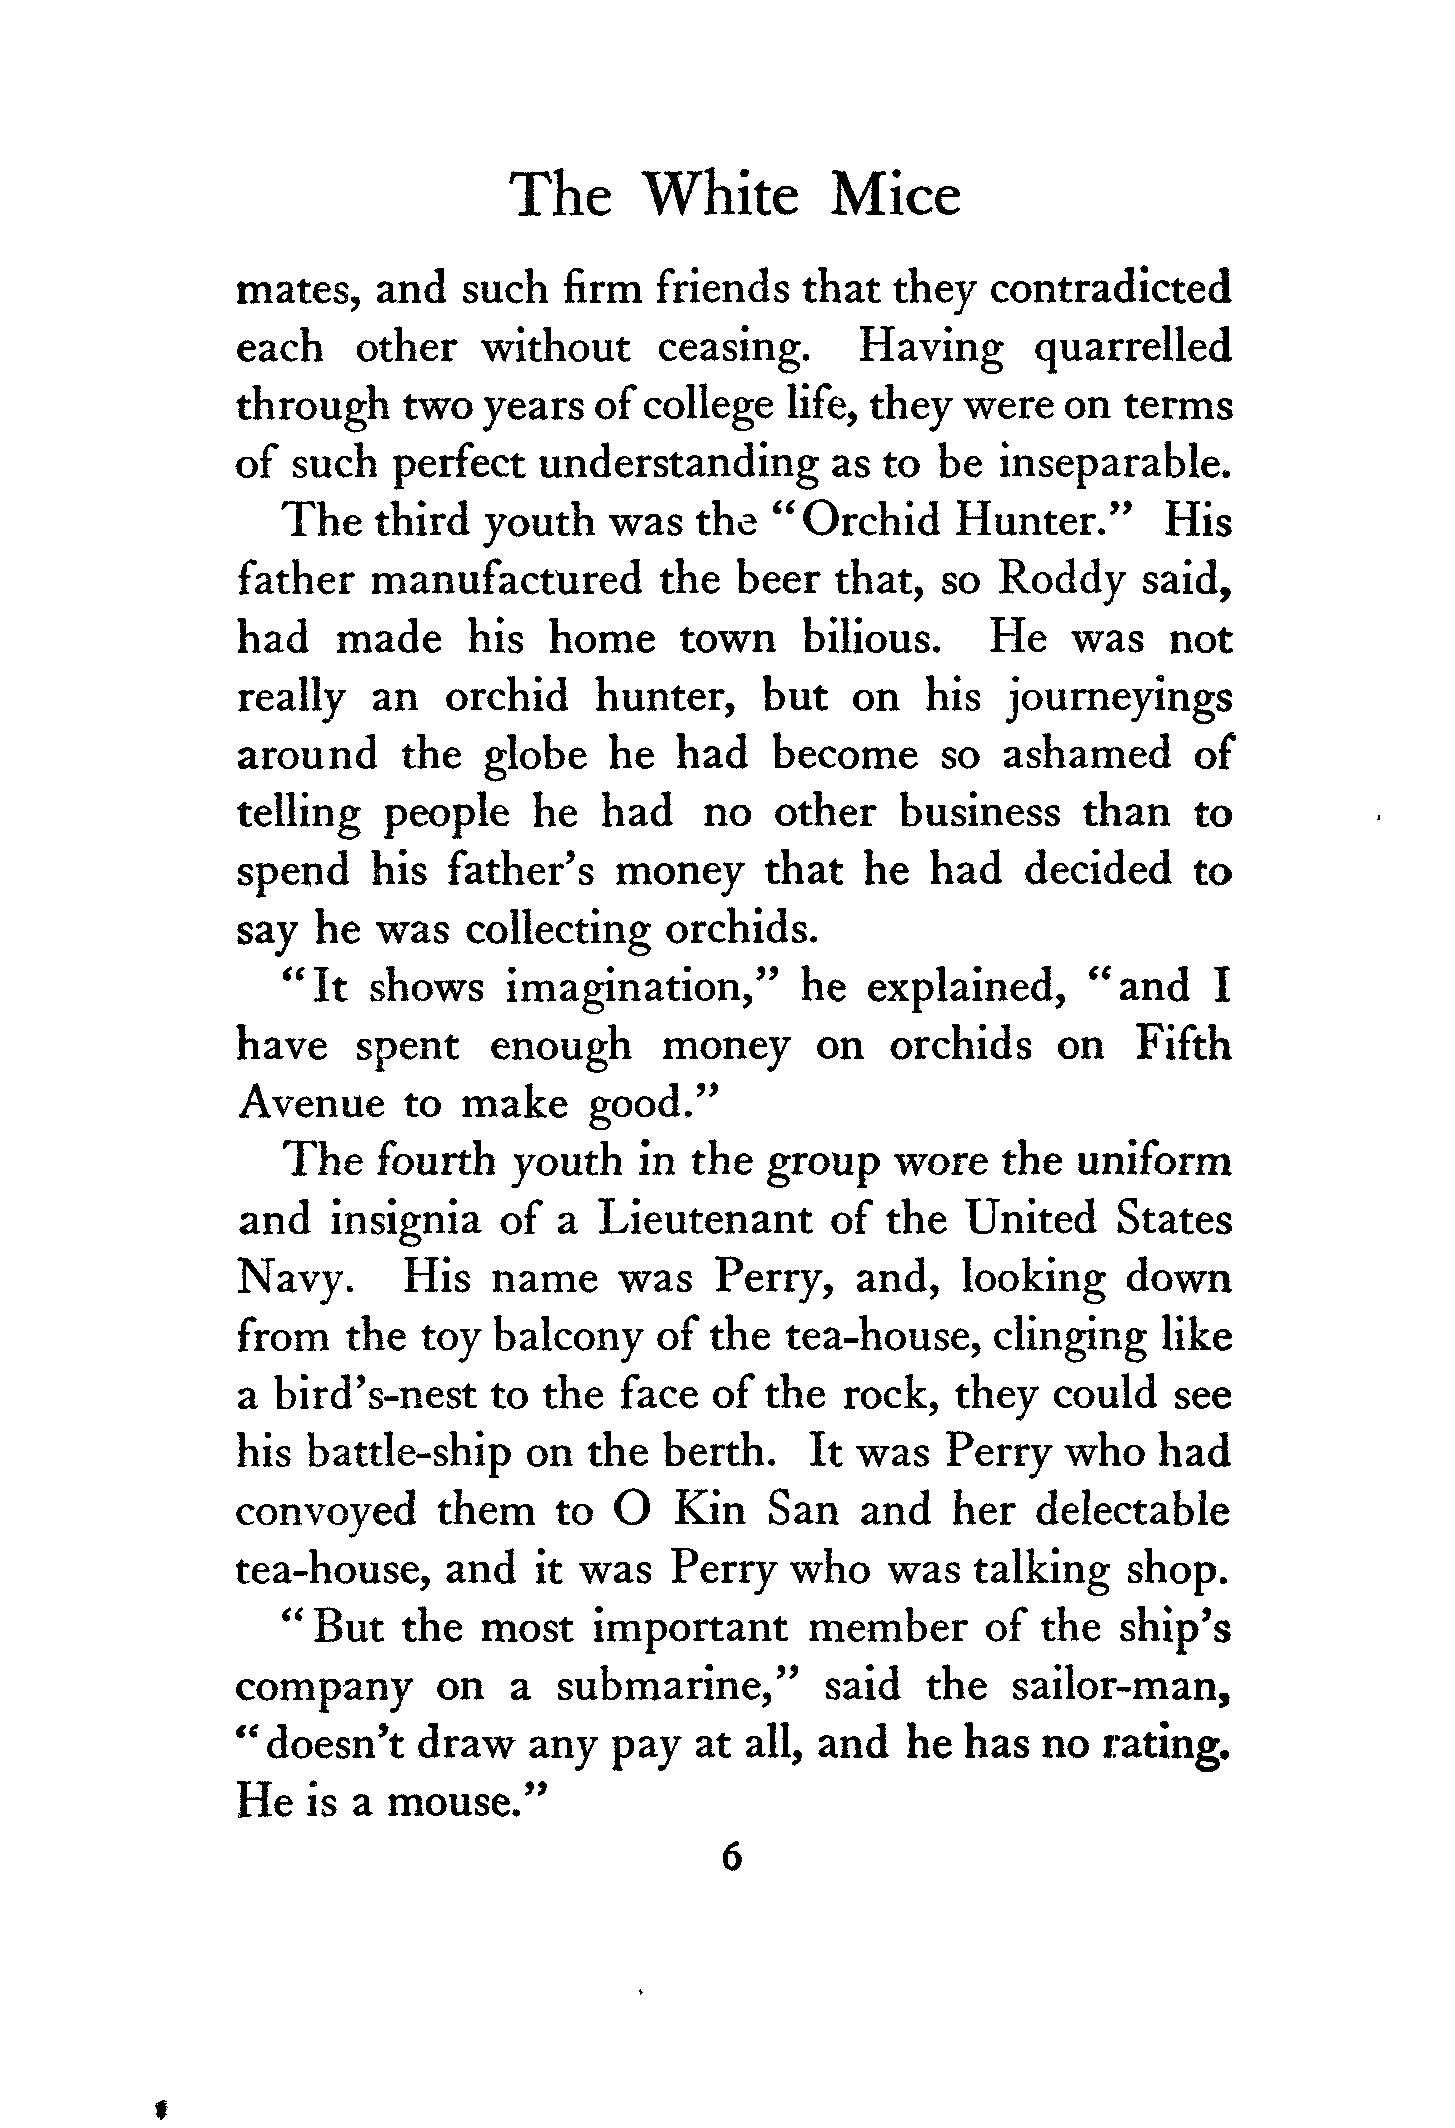 The White Mice
mates, and such firm friends that they contradicted
each other without ceasing. Having quarrelled
through two years of college life, they were on terms
of such perfect understanding as to be inseparable.
The third youth was the "Orchid Hunter." His
father manufactured the beer that, so Roddy said,
had made his home town bilious. He was not
really an orchid hunter, but on his journeyings
around the globe he had become so ashamed of
telling people he had no other business than to
spend his father's money that he had decided to
say he was collecting orchids.
"It shows imagination," he explained, "and I
have spent enough money on orchids on Fifth
Avenue to make good."
The fourth youth in the group wore the uniform
and insignia of a Lieutenant of the United States
Navy. His name was Perry, and, looking down
from the toy balcony of the tea-house, clinging like
a bird's-nest to the face of the rock, they could see
his battle-ship on the berth. It was Perry who had
convoyed them to O Kin San and her delectable
tea-house, and it was Perry who was talking shop.
"But the most important member of the ship's
company on a submarine," said the sailor-man,
"doesn't draw any pay at all, and he has no rating.
He is a mouse."
6